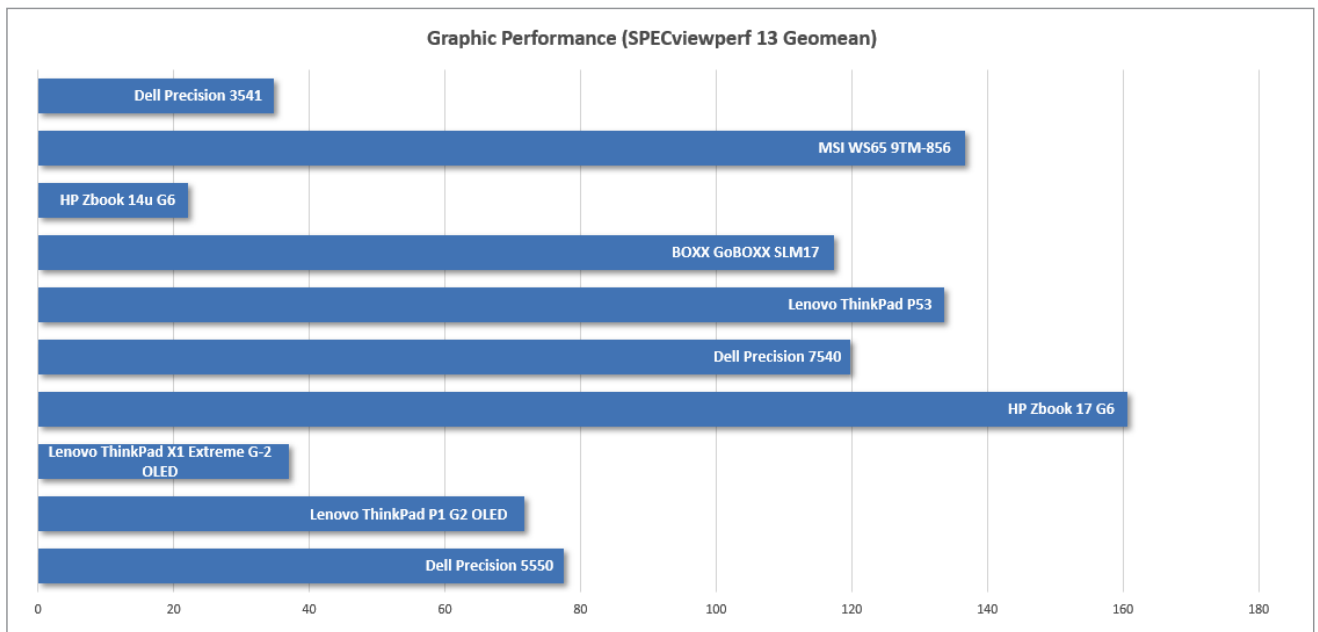 Graphic Performance (SPECviewperf 13 Geomean)
Dell Precision 3541
MSI WS65 9TM-856
HP Zbook 14u G6
BOXX GoBOXX SLM17
Lenovo ThinkPad P53
Dell Precision 7540
HP Zbook 17 G6
Lenovo ThinkPad X1 Extreme G-2
OLED
Lenovo ThinkPad P1 G2 OLED
Dell Precision 5550
0 20 40 60 80 100 120 140 160 180